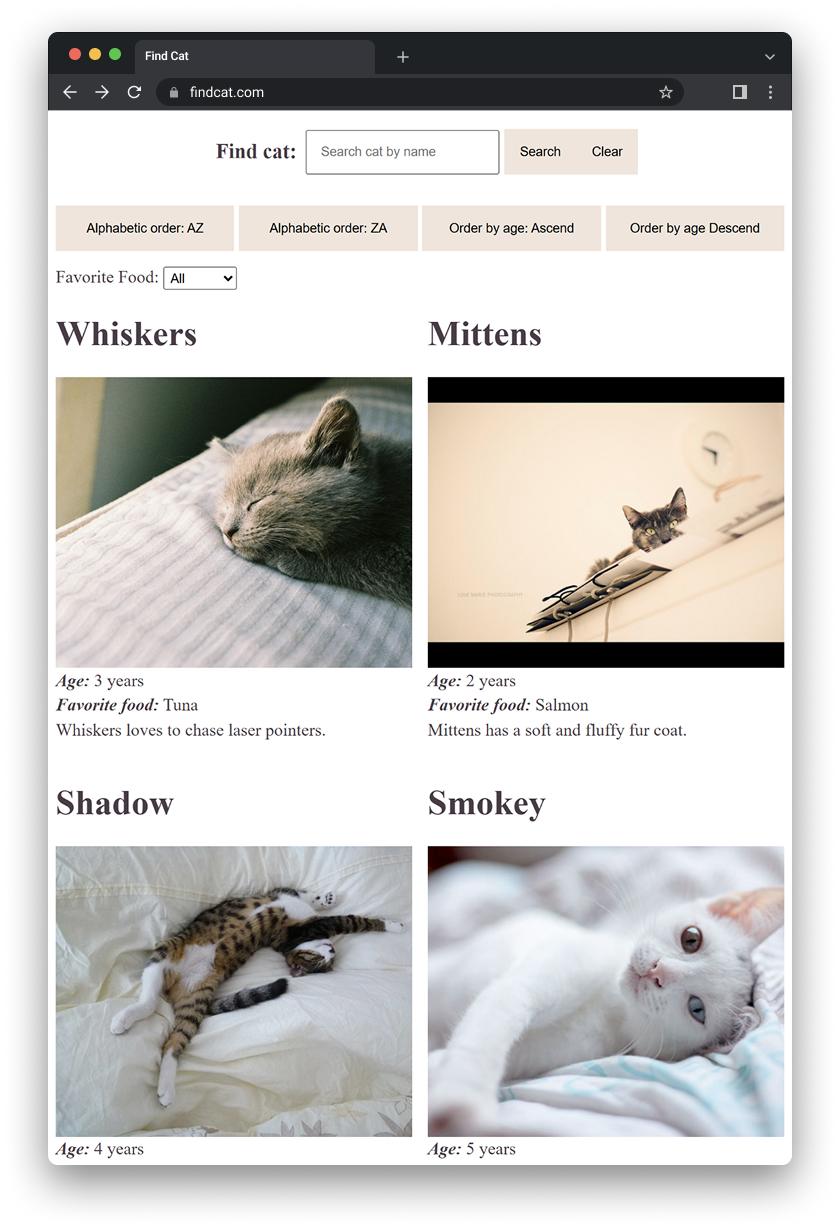 Find Cat
findcat.com
Find cat: Search cat by name Search Clear
Alphabetic order: AZ Alphabetic order: ZA Order by age: Ascend Order by age Descend
Favorite Food: All
Whiskers
Age: 3 years
Favorite food: Tuna
Whiskers loves to chase laser pointers.
Mittens
LOVE MARIE PHOTOGRAPHY
Age: 2 years
Favorite food: Salmon
Mittens has a soft and fluffy fur coat.
Shadow
Age: 4 years
Smokey
Age: 5 years